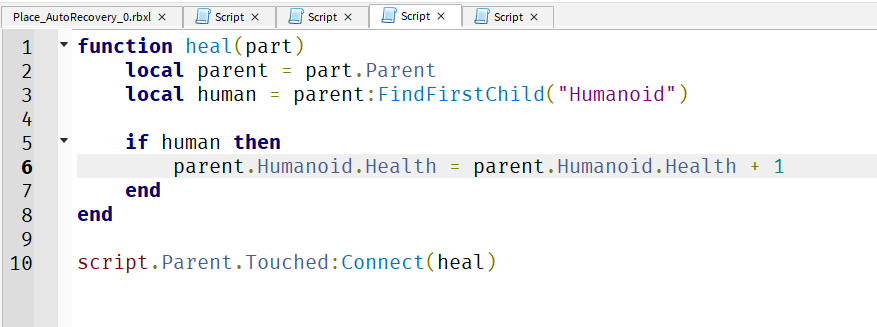 Place_AutoRecovery_0.rbxl × Script × Script × Script × Script ×
1 function heal(part)
2 local parent = part.Parent
3 local human = parent:FindFirstChild("Humanoid")
4
5 if human then
6 parent.Humanoid.Health = parent.Humanoid.Health + 1
7 end
8 end
9
10 script.Parent.Touched:Connect(heal)